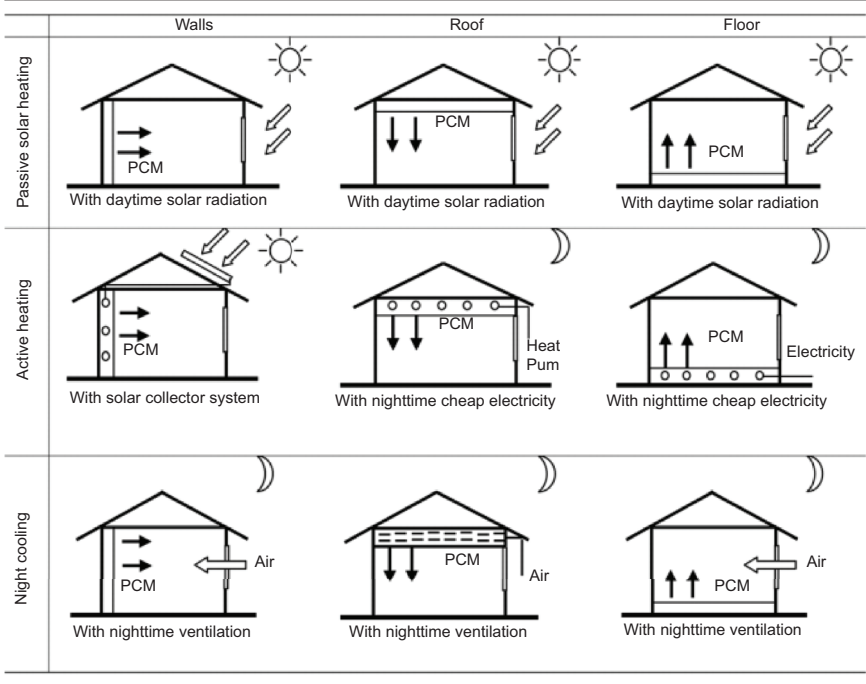 Walls Roof Floor
Passive solar heating
PCM
With daytime solar radiation
PCM
With daytime solar radiation
PCM
With daytime solar radiation
Active heating
PCM
With solar collector system
PCM
Heat
Pum
With nighttime cheap electricity
PCM
Electricity
With nighttime cheap electricity
Night cooling
PCM
Air
With nighttime ventilation
PCM
Air
With nighttime ventilation
PCM
Air
With nighttime ventilation